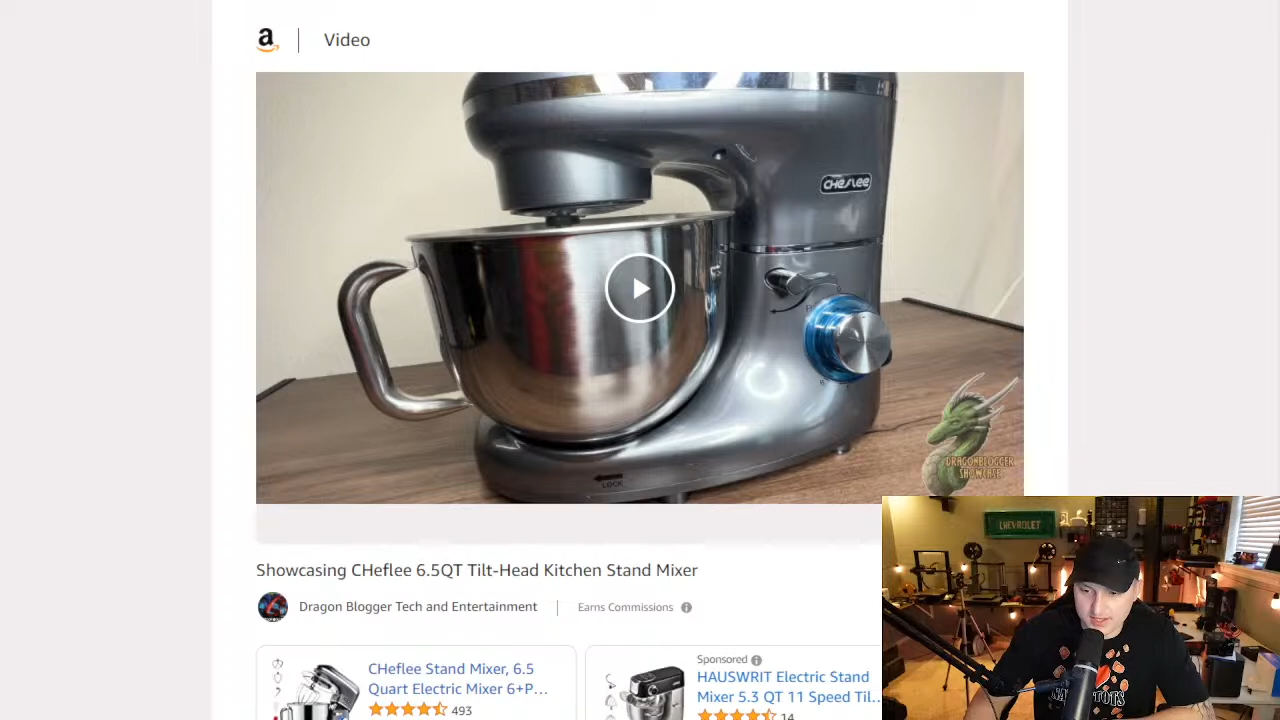 a
Video
CHeFLee
LOCK
DRAGONBLOGGER
SHOWCASE
CHEVROLET
Showcasing CHeflee 6.5QT Tilt-Head Kitchen Stand Mixer
Dragon Blogger Tech and Entertainment
Earns Commissions
CHeflee Stand Mixer, 6.5
Quart Electric Mixer 6+P...
493
Sponsored
HAUSWRIT Electric Stand
Mixer 5.3 QT 11 Speed Til...
14
TOTS